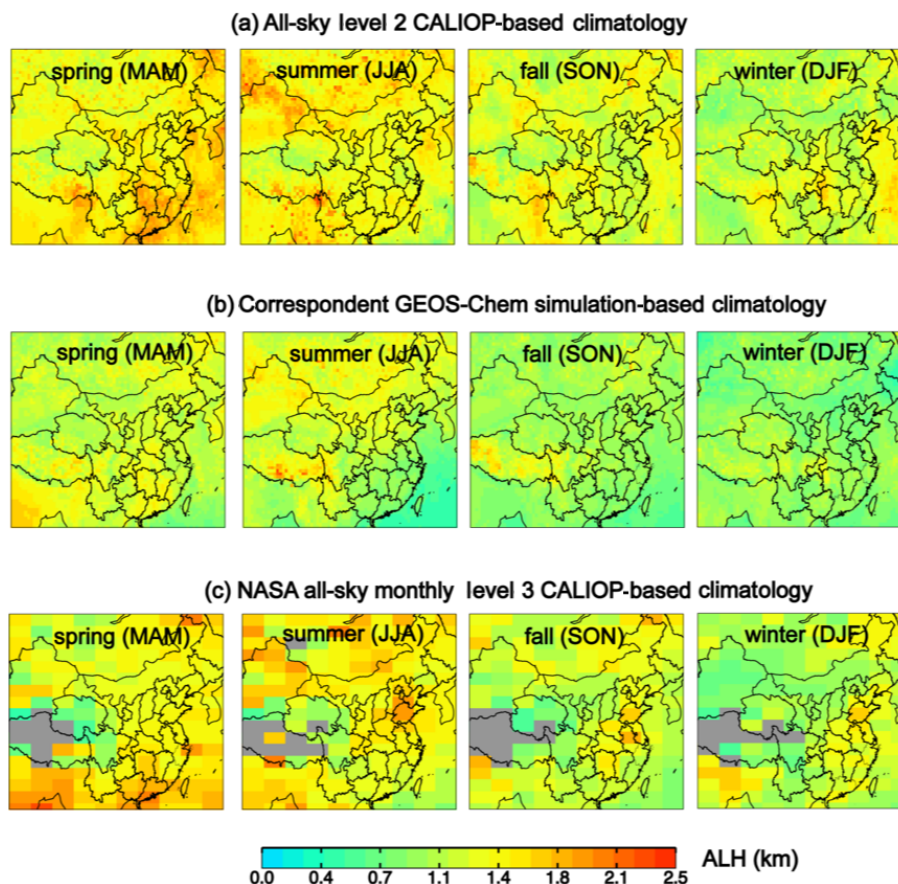 (a) All-sky level 2 CALIOP-based climatology
spring (MAM) summer (JJA) fall (SON) winter (DJF)
(b) Correspondent GEOS-Chem simulation-based climatology
spring (MAM) summer (JJA) fall (SON) winter (DJF)
(c) NASA all-sky monthly level 3 CALIOP-based climatology
spring (MAM) summer (JJA) fall (SON) winter (DJF)
ALH (km)
0.0 0.4 0.7 1.1 1.4 1.8 2.1 2.5